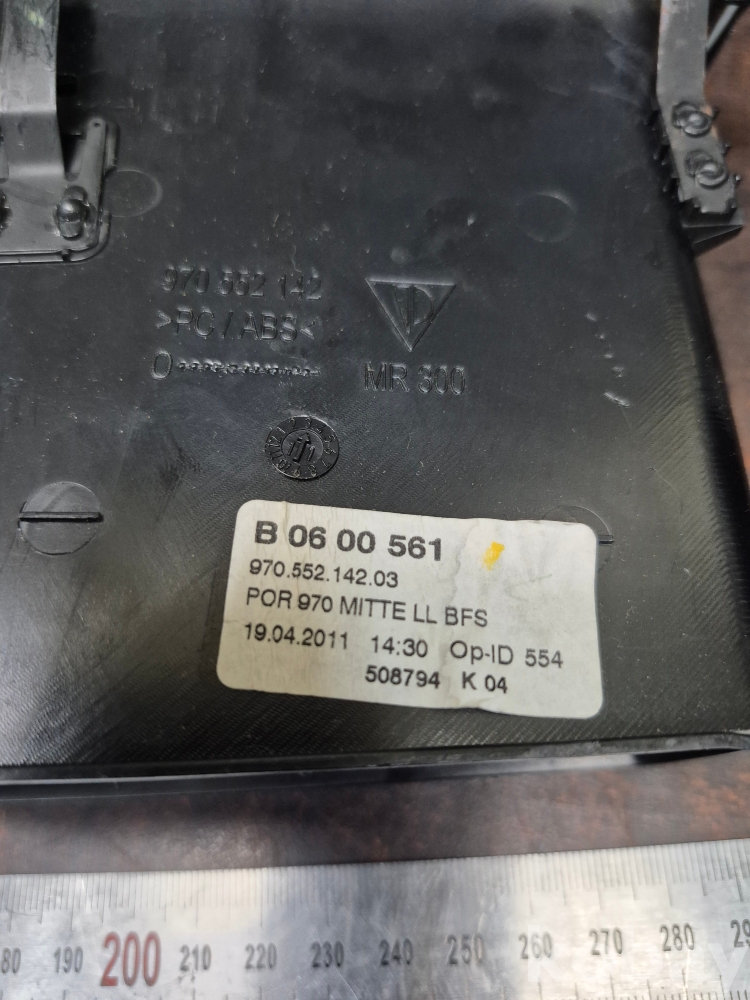 970.552 142
>PC/ABS<
MR 300
B 06 00 561
970.552.142.03
POR 970 MITTE LL BFS
19.04.2011 14:30 Op-ID 554
508794 K 04
80 190 200 210 220 230 240 250 260 270 280 290